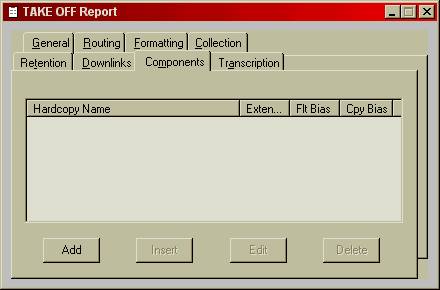 TAKE OFF Report
General Routing Formatting Collection
Retention Downlinks Components Transcription
Hardcopy Name Exten... Flt Bias Cpy Bias
Add Insert Edit Delete